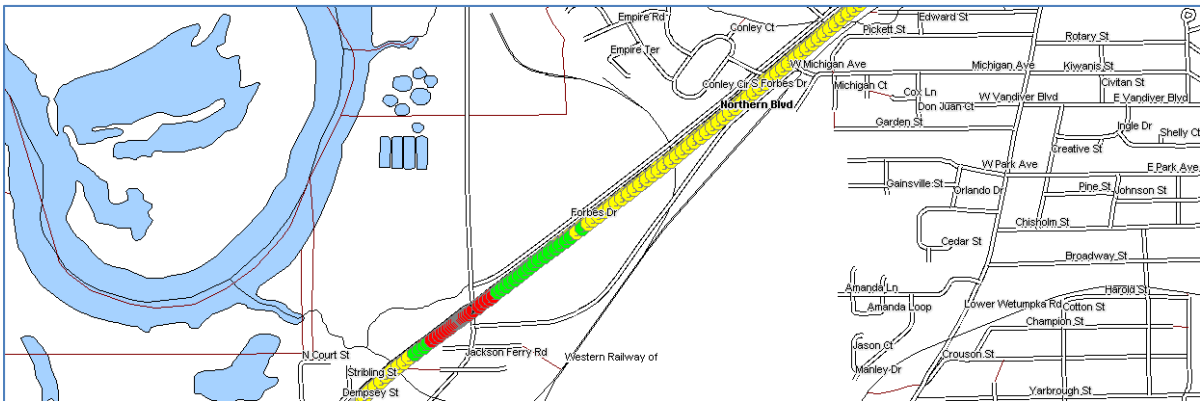 Edward St
Empire Rd
Conley Ct
Pickett St
Rotary St
Empire Ter
W Michigan Ave
Michigan Ave
Kiwanis St
Conley Cir
S Forbes Dr
Michigan Ct
Civitan St
Cox Ln
W Vandiver Blvd
E Vandiver Blvd
Northern Blvd
Don Juan Ct
Garden St
Ingle Dr
Shelly Ct
Creative St
W Park Ave
E Park Ave
Gainsville St
Orlando Dr
Pine St
Johnson St
Forbes Dr
Chisholm St
Cedar St
Broadway St
Amanda Ln
Harold St
Amanda Loop
Lower Wetumpka Rd
Cotton St
Champion St
Jason Ct
N Court St
Jackson Ferry Rd
Western Railway of
Crouson St
Stribling St
Manley Dr
Dempsey St
Yarbrough St